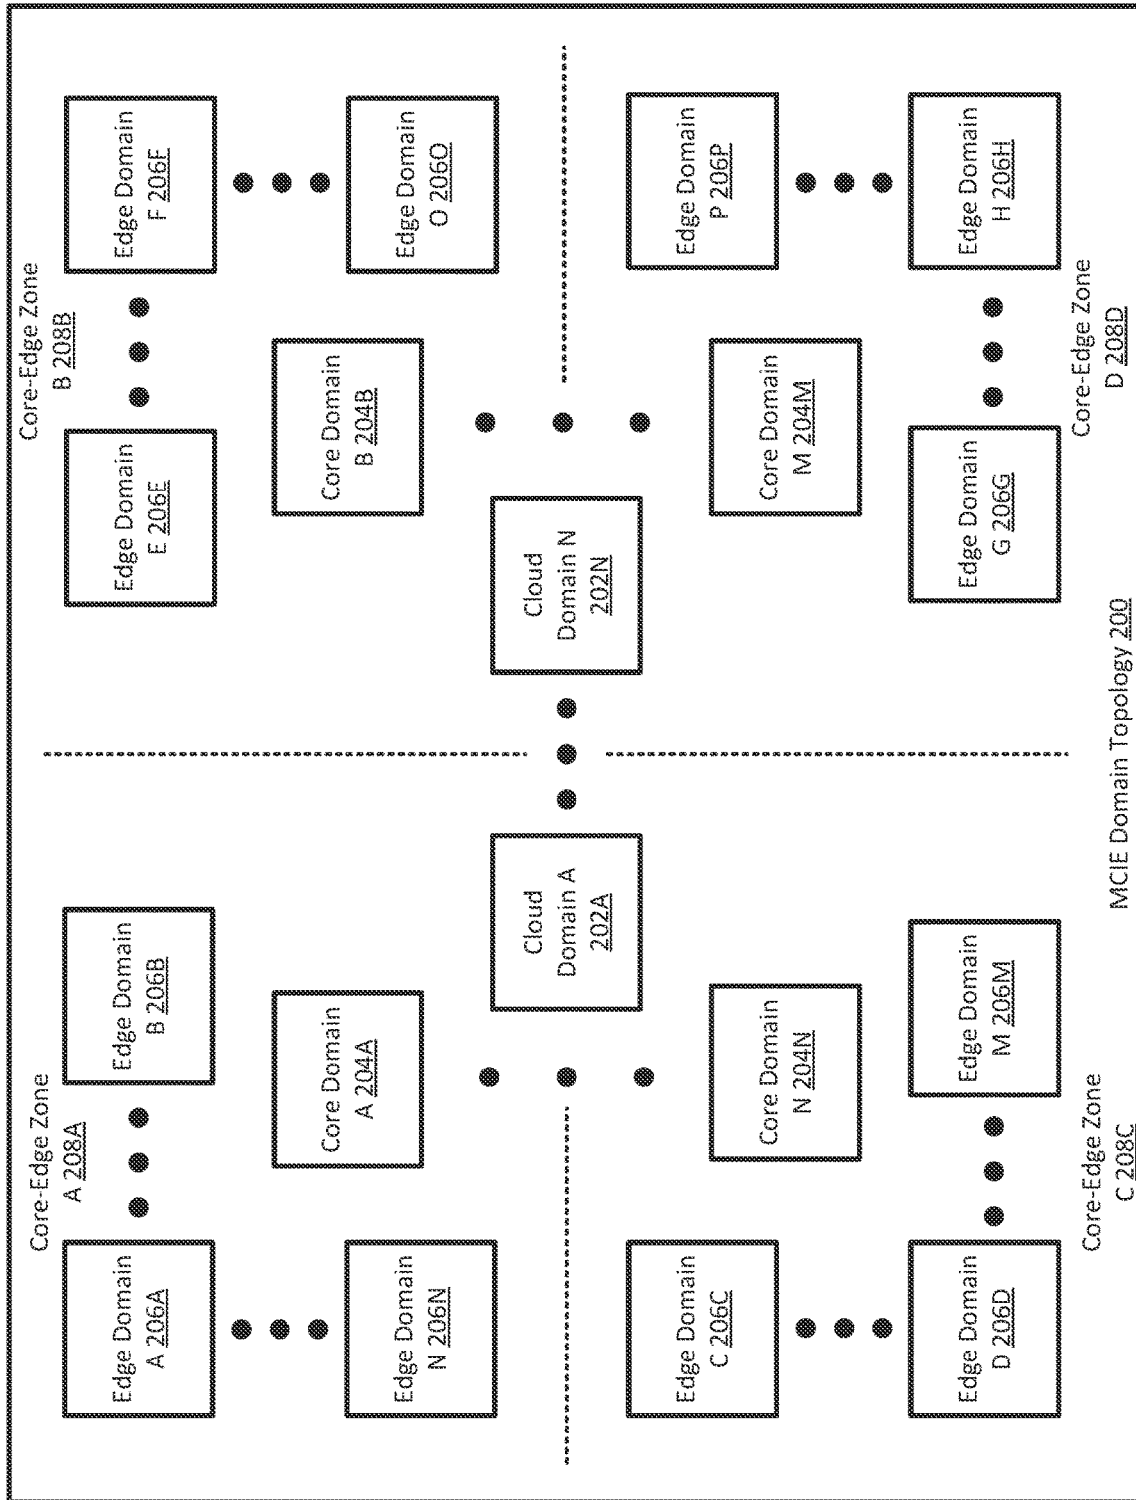 Core-Edge Zone
A 208A
Edge Domain
A 206A
Edge Domain
B 206B
Edge Domain
N 206N
Core Domain
A 204A
Core-Edge Zone
B 208B
Edge Domain
E 206E
Edge Domain
F 206F
Core Domain
B 204B
Edge Domain
O 206O
Cloud
Domain A
202A
Cloud
Domain N
202N
Edge Domain
C 206C
Core Domain
N 204N
Edge Domain
D 206D
Edge Domain
M 206M
Core-Edge Zone
C 208C
Core Domain
M 204M
Edge Domain
P 206P
Edge Domain
G 206G
Edge Domain
H 206H
Core-Edge Zone
D 208D
MCIE Domain Topology 200